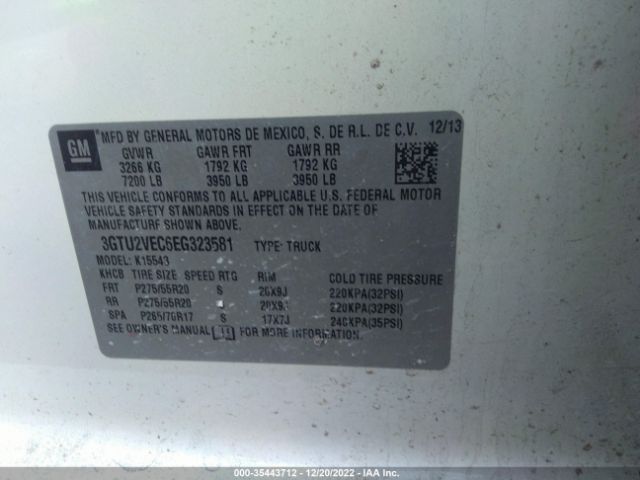 GM
MFD BY GENERAL MOTORS DE MEXICO, S. DE R.L. DE C.V. 12/13
GVWR GAWR FRT GAWR RR
3266 KG 1792 KG 1792 KG
7200 LB 3950 LB 3950 LB
THIS VEHICLE CONFORMS TO ALL APPLICABLE U.S. FEDERAL MOTOR
VEHICLE SAFETY STANDARDS IN EFFECT ON THE DATE OF
MANUFACTURE SHOWN ABOVE.
3GTU2VEC6EG323581 TYPE: TRUCK
MODEL: K15543
KHCB TIRE SIZE SPEED RTG RIM COLD TIRE PRESSURE
FRT P275/55R20 S 20X9J 220KPA(32PSI)
RR P275/55R20 20X9J 220KPA(32PSI)
SPA P265/70R17 S 17X7J 240KPA(35PSI)
SEE OWNER'S MANUAL FOR MORE INFORMATION
000-35443712 - 12/20/2022 - IAA Inc.